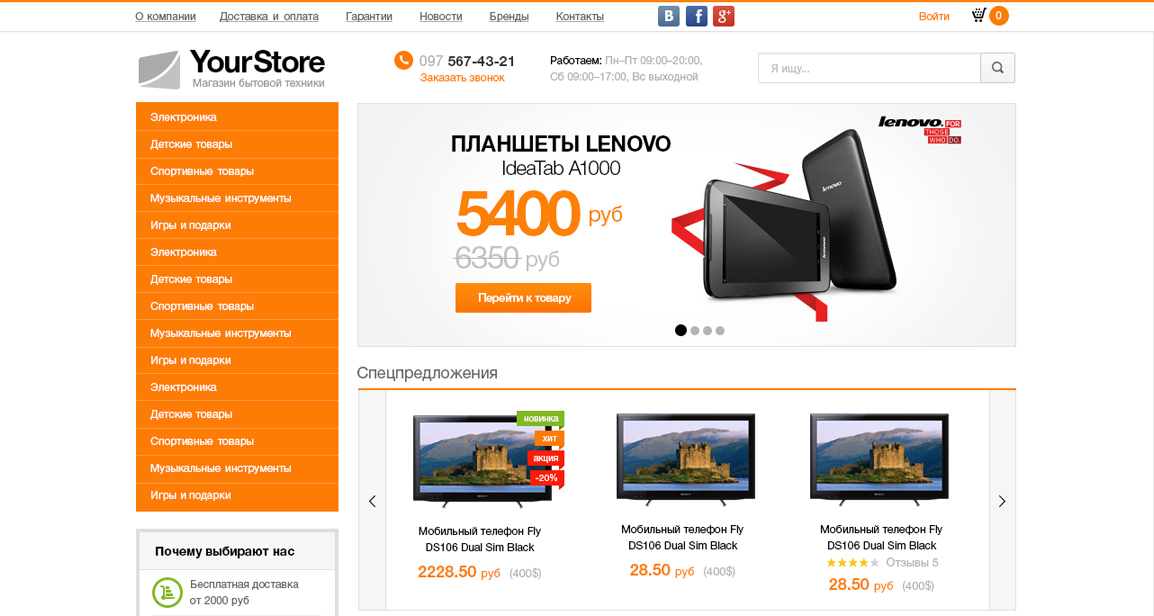 О компании
Доставка и оплата
Гарантии
Новости
Бренды
Контакты
B
f
g+
Войти
0
YourStore
Магазин бытовой техники
097 567-43-21
Заказать звонок
Работаем: Пн–Пт 09:00–20:00,
Сб 09:00–17:00, Вс выходной
Я ищу...
Электроника
Детские товары
Спортивные товары
Музыкальные инструменты
Игры и подарки
Электроника
Детские товары
Спортивные товары
Музыкальные инструменты
Игры и подарки
Электроника
Детские товары
Спортивные товары
Музыкальные инструменты
Игры и подарки
lenovo. FOR
THOSE
WHO DO.
ПЛАНШЕТЫ LENOVO
IdeaTab A1000
5400 руб
6350 руб
Перейти к товару
lenovo
lenovo
Спецпредложения
новинка
хит
акция
-20%
SONY
Мобильный телефон Fly
DS106 Dual Sim Black
2228.50 руб (400$)
SONY
Мобильный телефон Fly
DS106 Dual Sim Black
28.50 руб (400$)
SONY
Мобильный телефон Fly
DS106 Dual Sim Black
Отзывы 5
28.50 руб (400$)
Почему выбирают нас
Бесплатная доставка
от 2000 руб